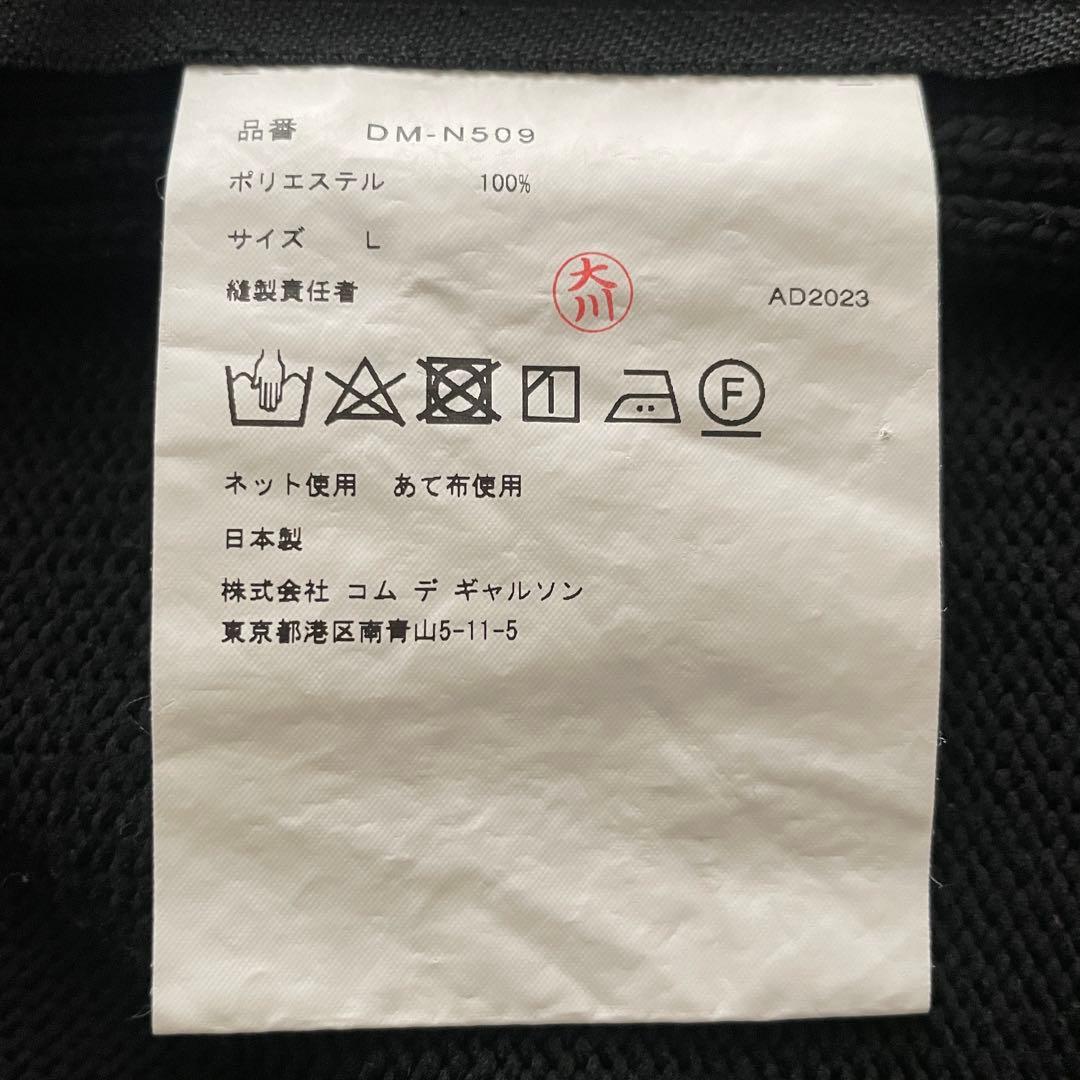 品番 DM-N509
ポリエステル 100%
サイズ L
縫製責任者 大川 AD2023
F
ネット使用 あて布使用
日本製
株式会社 コム デ ギャルソン
東京都港区南青山5-11-5